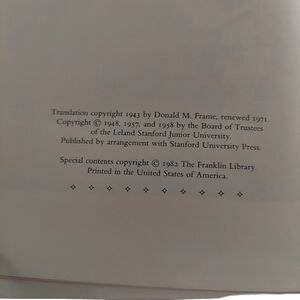 Translation copyright 1943 by Donald M. Frame, renewed 1971.
Copyright © 1948, 1957, and 1958 by the Board of Trustees
of the Leland Stanford Junior University.
Published by arrangement with Stanford University Press.
Special contents copyright © 1982 The Franklin Library.
Printed in the United States of America.